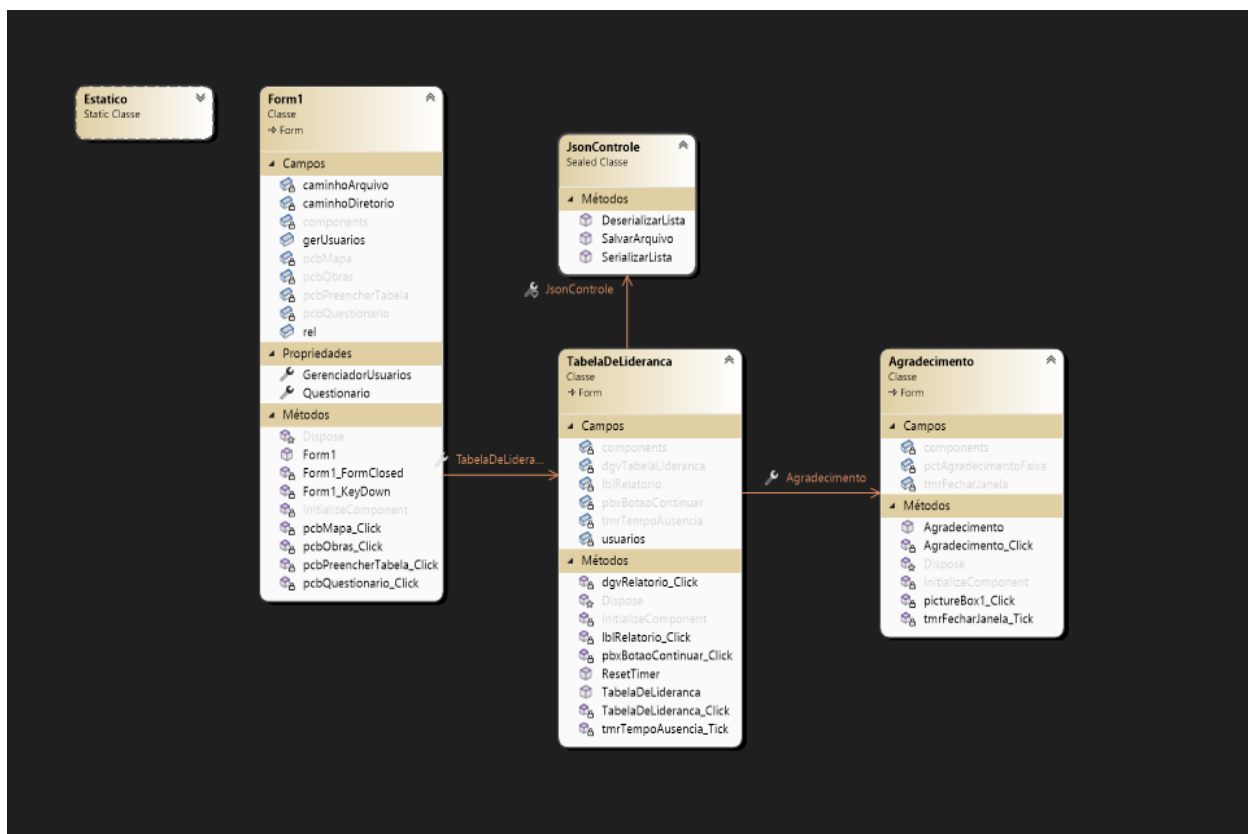 Estatico
Static Classe
Form1
Classe
Form
Campos
caminhoArquivo
caminhoDiretorio
components
gerUsuarios
pcbMapa
pcbObras
pcbPreencherTabela
pcbQuestionario
rel
Propriedades
GerenciadorUsuarios
Questionario
Métodos
Dispose
Form1
Form1_FormClosed
Form1_KeyDown
InitializeComponent
pcbMapa_Click
pcbObras_Click
pcbPreencherTabela_Click
pcbQuestionario_Click
TabelaDeLidera...
JsonControle
Sealed Classe
Métodos
DeserializarLista
SalvarArquivo
SerializarLista
JsonControle
TabelaDeLideranca
Classe
Form
Campos
components
dgvTabelaLideranca
lblRelatorio
pbxBotaoContinuar
tmrTempoAusencia
usuarios
Métodos
dgvRelatorio_Click
Dispose
InitializeComponent
lblRelatorio_Click
pbxBotaoContinuar_Click
ResetTimer
TabelaDeLideranca
TabelaDeLideranca_Click
tmrTempoAusencia_Tick
Agradecimento
Agradecimento
Classe
Form
Campos
components
pctAgradecimentoFaixa
tmrFecharJanela
Métodos
Agradecimento
Agradecimento_Click
Dispose
InitializeComponent
pictureBox1_Click
tmrFecharJanela_Tick